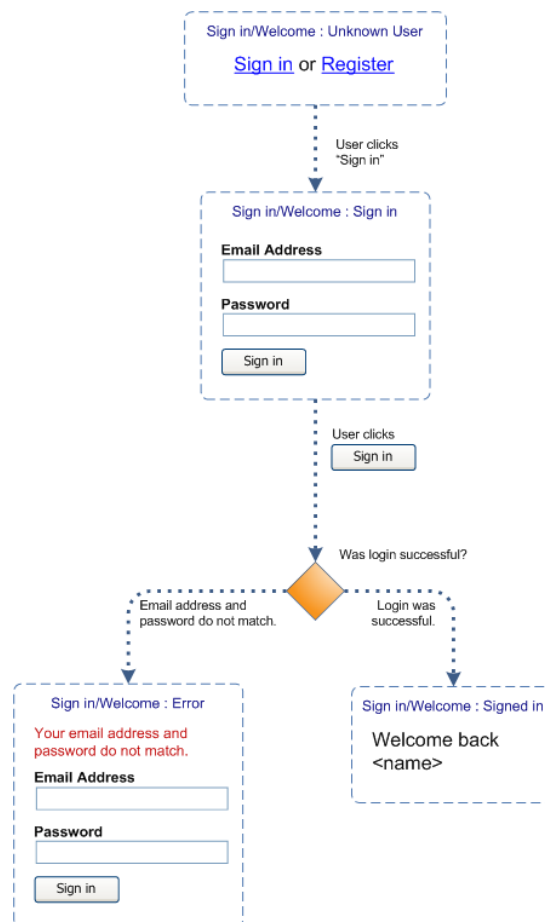 Sign in/Welcome : Unknown User
Sign in or Register
User clicks
“Sign in”
Sign in/Welcome : Sign in
Email Address
Password
Sign in
User clicks
Sign in
Was login successful?
Email address and
password do not match.
Login was
successful.
Sign in/Welcome : Error
Your email address and
password do not match.
Email Address
Password
Sign in
Sign in/Welcome : Signed in
Welcome back
<name>